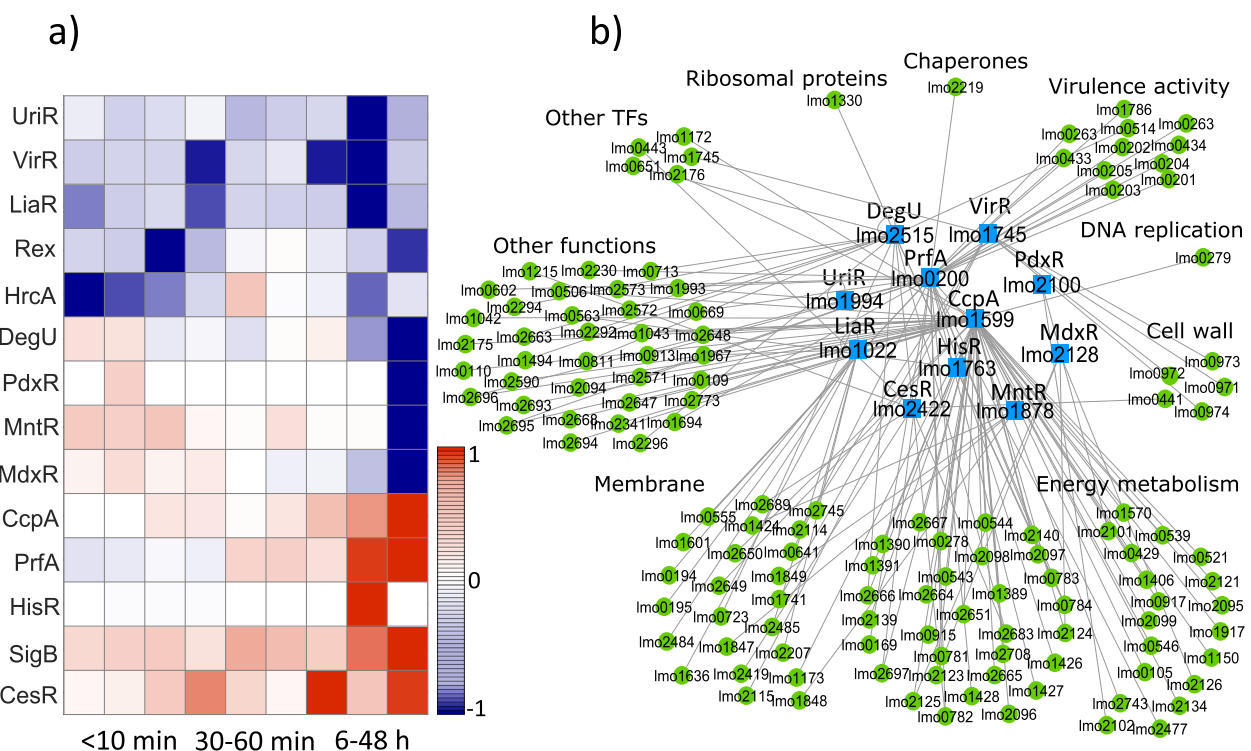 a)
b)
UriR
VirR
LiaR
Rex
HrcA
DegU
PdxR
MntR
MdxR
CcpA
PrfA
HisR
SigB
CesR
1
0
-1
<10 min 30-60 min 6-48 h
Chaperones
lmo2219
Ribosomal proteins
lmo1330
Virulence activity
lmo1786
lmo0263 lmo0514 lmo0263
lmo0202 lmo0434
lmo0433 lmo0204
lmo0205 lmo0201
lmo0203
Other TFs
lmo1172
lmo0443
lmo1745
lmo0651
lmo2176
DegU VirR
lmo2515 lmo1745
DNA replication
lmo0279
PrfA PdxR
lmo0200 lmo2100
UriR CcpA
lmo1994 lmo1599
LiaR HisR MdxR
lmo1022 lmo1763 lmo2128
CesR MntR
lmo2422 lmo1878
Cell wall
lmo0973
lmo0972
lmo0971
lmo0441
lmo0974
Other functions
lmo1215 lmo2230 lmo0713
lmo0602 lmo0506 lmo2573 lmo1993
lmo2294 lmo0563 lmo2572 lmo0669
lmo1042
lmo2663 lmo2292 lmo1043 lmo2648
lmo2175
lmo1494 lmo0811 lmo0913 lmo1967
lmo0110
lmo2590 lmo2094 lmo2571 lmo0109
lmo2696
lmo2693 lmo2647 lmo2773
lmo2695 lmo2668 lmo2341 lmo1694
lmo2694 lmo2296
Membrane
lmo2689
lmo0555 lmo2745
lmo1424 lmo2114
lmo1601
lmo2650 lmo0641
lmo0194 lmo1849
lmo2649
lmo0195 lmo1741
lmo0723
lmo2485
lmo2484 lmo1847 lmo2207
lmo1636 lmo2419 lmo1173
lmo2115 lmo1848
Energy metabolism
lmo2667 lmo0544 lmo1570
lmo1390 lmo0278 lmo2140 lmo2101 lmo0539
lmo1391 lmo2098 lmo2097 lmo0429 lmo0521
lmo0543 lmo0783 lmo1406 lmo2121
lmo2666 lmo2664 lmo1389 lmo0784 lmo0917 lmo2095
lmo2139 lmo2651 lmo2099
lmo0169 lmo0915 lmo2683 lmo2124 lmo0546 lmo1917
lmo0781 lmo2708 lmo1426 lmo1150
lmo2697 lmo2123 lmo2665 lmo0105 lmo2126
lmo2125 lmo1428 lmo1427 lmo2743 lmo2134
lmo0782 lmo2096 lmo2102 lmo2477